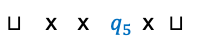 ⊔ x x q₅ x ⊔